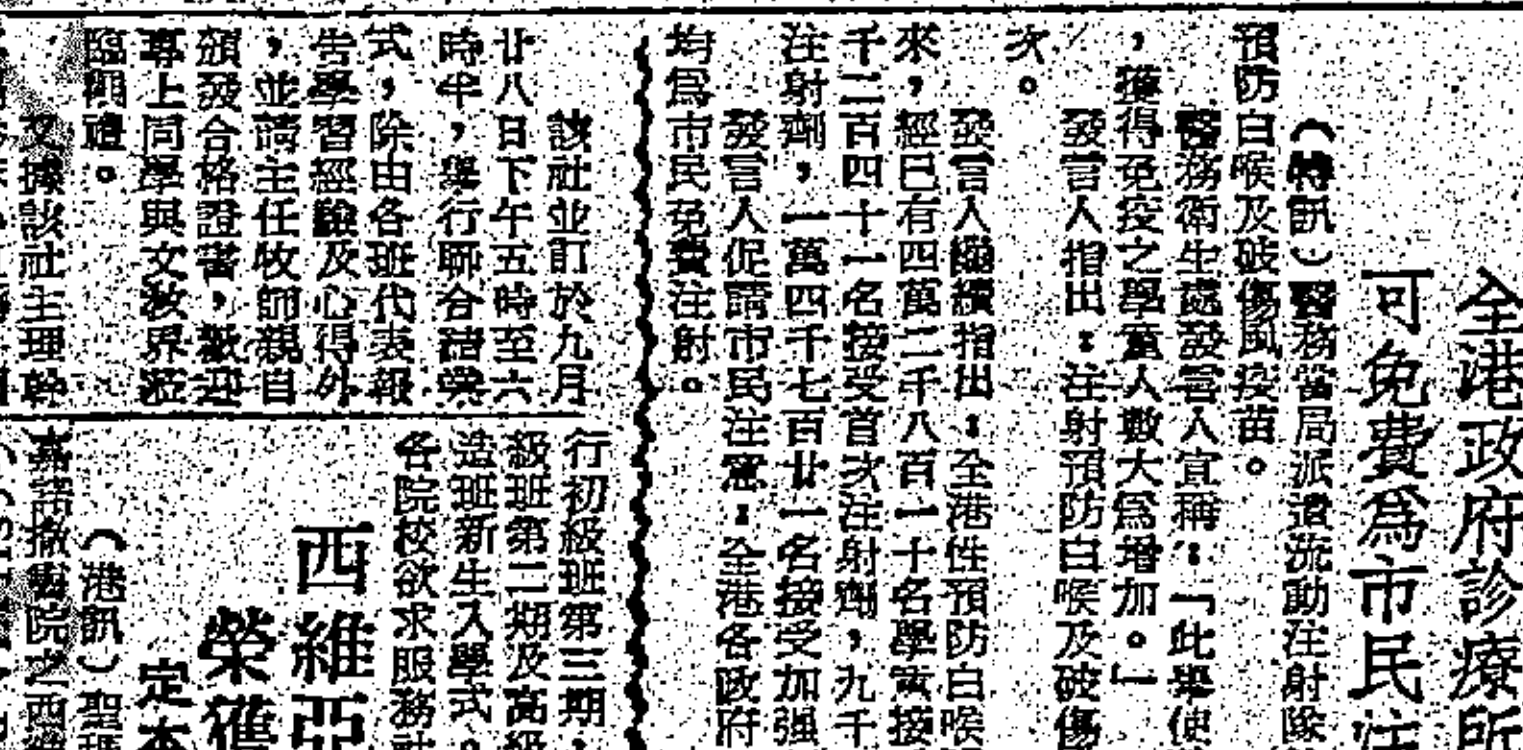 全港政府診療所
可免費為市民注
（特訊）醫務當局派遣流動注射隊
預防白喉及破傷風疫苗。
醫務衛生處發言人宣稱：「此舉使
，獲得免疫之學童人數大為增加。」
發言人指出：注射預防白喉及破傷
次。
發言人繼續指出：全港性預防白喉
來，經已有四萬二千八百一十名學童接
千二百四十一名接受首次注射劑，九千
注射劑，一萬四千七百廿一名接受加强
發言人促請市民注意：全港各政府
均為市民免費注射。
該社並訂於九月
廿八日下午五時至六
時半，舉行聯合結業
式，除由各班代表報
告學習經驗及心得外
，並請主任牧師親自
頒發合格證書，歡迎
專上同學與文教界蒞
臨觀禮。
又據該社主理幹
行初級班第三期，
級班第二期及高級
造班新生入學式。
各院校欲求服務社
西維亞
榮獲
定本
（港訊）聖瑪
嘉諾撒書院之西維